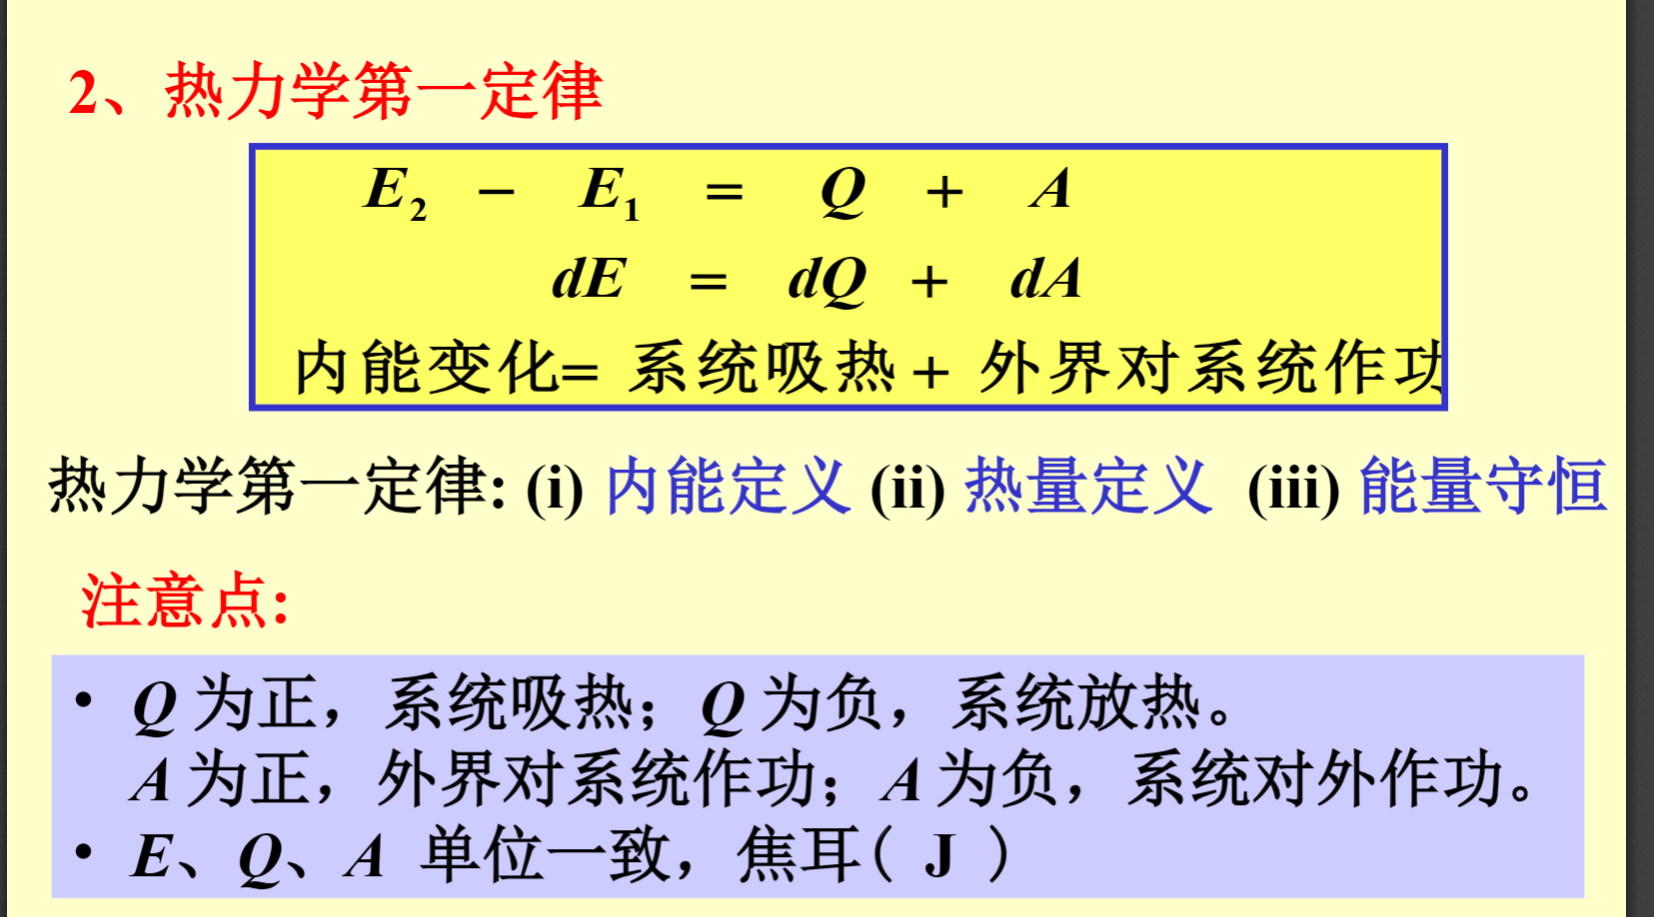 2、热力学第一定律
E₂ − E₁ = Q + A
dE = dQ + dA
内能变化= 系统吸热 + 外界对系统作功
热力学第一定律: (i) 内能定义 (ii) 热量定义 (iii) 能量守恒
注意点:
• Q 为正，系统吸热；Q 为负，系统放热。
A 为正，外界对系统作功；A 为负，系统对外作功。
• E、Q、A 单位一致，焦耳( J )